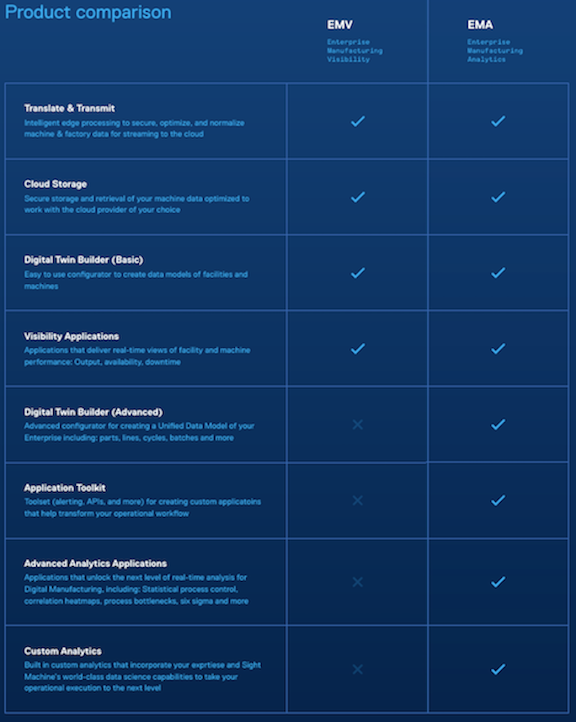 Product comparison
EMV
EMA
Enterprise
Manufacturing
Visibility
Enterprise
Manufacturing
Analytics
Translate & Transmit
Intelligent edge processing to secure, optimize, and normalize
machine & factory data for streaming to the cloud
Cloud Storage
Secure storage and retrieval of your machine data optimized to
work with the cloud provider of your choice
Digital Twin Builder (Basic)
Easy to use configurator to create data models of facilities and
machines
Visibility Applications
Applications that deliver real-time views of facility and machine
performance: Output, availability, downtime
Digital Twin Builder (Advanced)
Advanced configurator for creating a Unified Data Model of your
Enterprise including: parts, lines, cycles, batches and more
Application Toolkit
Toolset (alerting, APIs, and more) for creating custom applicatoins
that help transform your operational workflow
Advanced Analytics Applications
Applications that unlock the next level of real-time analysis for
Digital Manufacturing, including: Statistical process control,
correlation heatmaps, process bottlenecks, six sigma and more
Custom Analytics
Built in custom analytics that incorporate your exprtiese and Sight
Machine's world-class data science capabilities to take your
operational execution to the next level